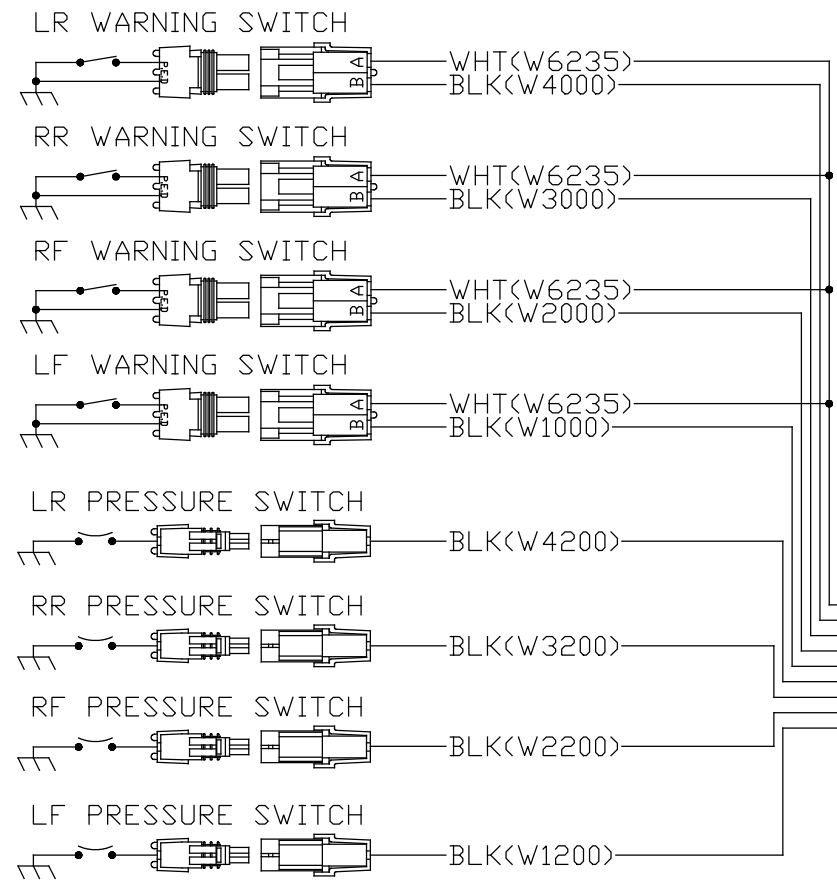 LR WARNING SWITCH
P.E.D
A
B
WHT(W6235)
BLK(W4000)
RR WARNING SWITCH
P.E.D
A
B
WHT(W6235)
BLK(W3000)
RF WARNING SWITCH
P.E.D
A
B
WHT(W6235)
BLK(W2000)
LF WARNING SWITCH
P.E.D
A
B
WHT(W6235)
BLK(W1000)
LR PRESSURE SWITCH
BLK(W4200)
RR PRESSURE SWITCH
BLK(W3200)
RF PRESSURE SWITCH
BLK(W2200)
LF PRESSURE SWITCH
BLK(W1200)